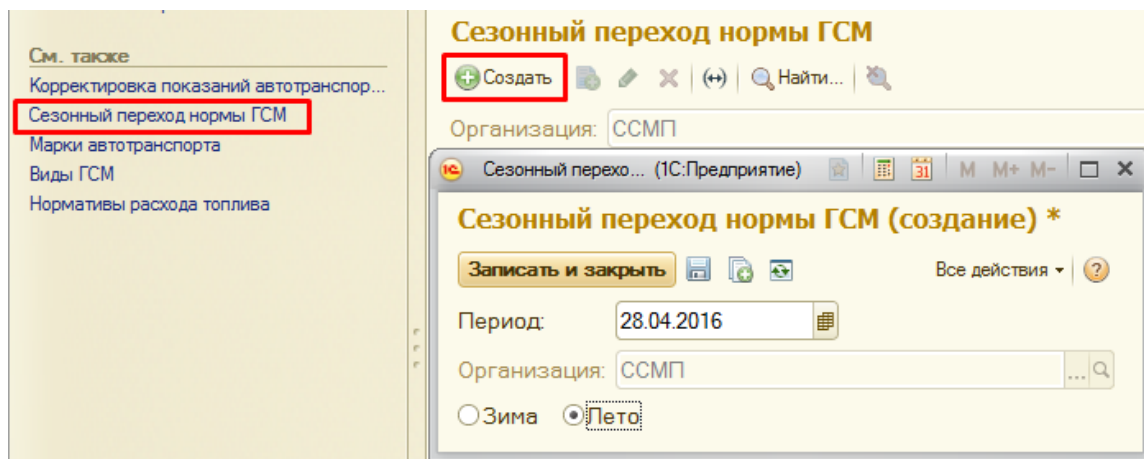 См. также
Корректировка показаний автотранспор...
Сезонный переход нормы ГСМ
Марки автотранспорта
Виды ГСМ
Нормативы расхода топлива
Сезонный переход нормы ГСМ
Создать Найти...
Организация: ССМП
1С Сезонный перехо... (1С:Предприятие) 31 M M+ M-
Сезонный переход нормы ГСМ (создание) *
Записать и закрыть Все действия ?
Период: 28.04.2016
Организация: ССМП ...
Зима Лето